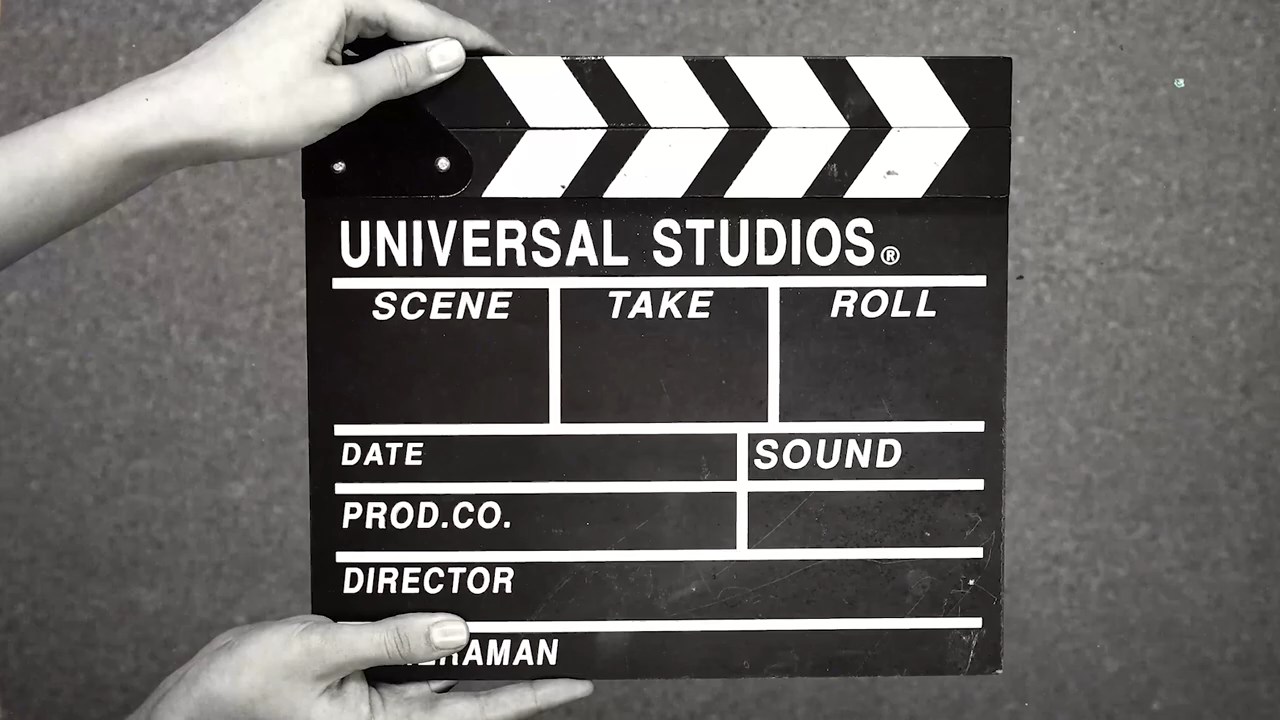 UNIVERSAL STUDIOS®
SCENE TAKE ROLL
DATE SOUND
PROD.CO.
DIRECTOR